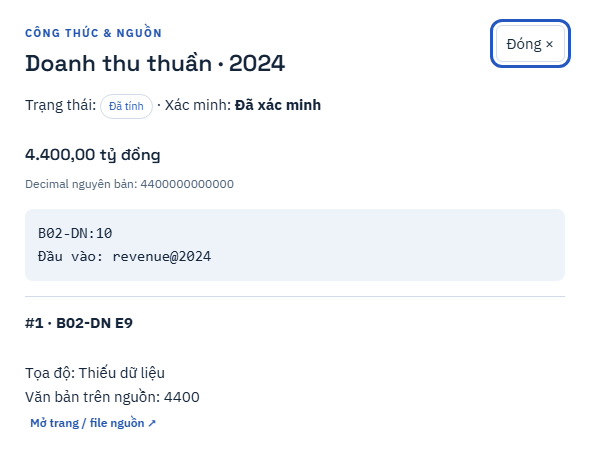 CÔNG THỨC & NGUỒN
Đóng ×
Doanh thu thuần · 2024
Trạng thái: Đã tính · Xác minh: Đã xác minh
4.400,00 tỷ đồng
Decimal nguyên bản: 4400000000000
B02-DN:10
Đầu vào: revenue@2024
#1 · B02-DN E9
Tọa độ: Thiếu dữ liệu
Văn bản trên nguồn: 4400
Mở trang / file nguồn ↗